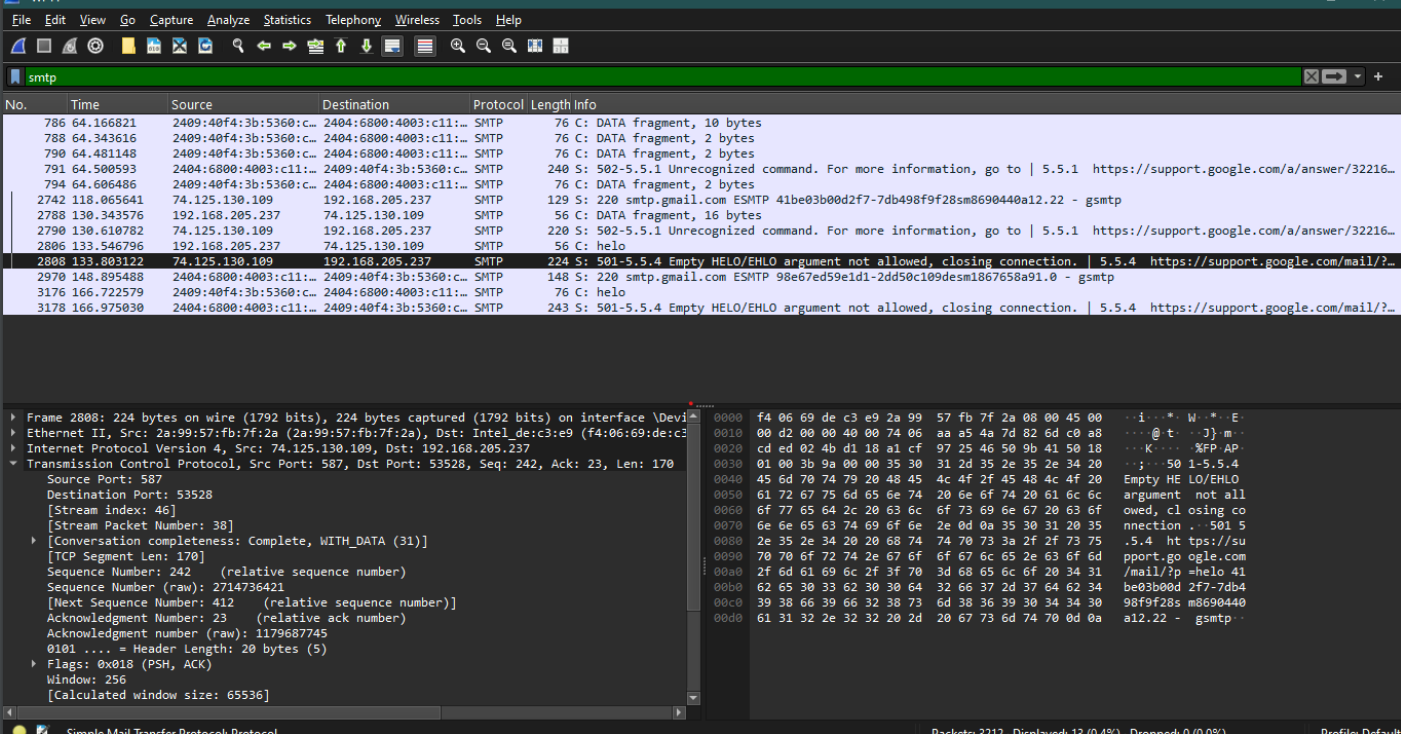 File Edit View Go Capture Analyze Statistics Telephony Wireless Tools Help
smtp
No. Time Source Destination Protocol Length Info
786 64.166821 2409:40f4:3b:5360:c… 2404:6800:4003:c11:… SMTP 76 C: DATA fragment, 10 bytes
788 64.343616 2409:40f4:3b:5360:c… 2404:6800:4003:c11:… SMTP 76 C: DATA fragment, 2 bytes
790 64.481148 2409:40f4:3b:5360:c… 2404:6800:4003:c11:… SMTP 76 C: DATA fragment, 2 bytes
791 64.500593 2404:6800:4003:c11:… 2409:40f4:3b:5360:c… SMTP 240 S: 502-5.5.1 Unrecognized command. For more information, go to | 5.5.1 https://support.google.com/a/answer/32216…
794 64.606486 2409:40f4:3b:5360:c… 2404:6800:4003:c11:… SMTP 76 C: DATA fragment, 2 bytes
2742 118.065641 74.125.130.109 192.168.205.237 SMTP 129 S: 220 smtp.gmail.com ESMTP 41be03b00d2f7-7db498f9f28sm8690440a12.22 - gsmtp
2788 130.343576 192.168.205.237 74.125.130.109 SMTP 56 C: DATA fragment, 16 bytes
2790 130.610782 74.125.130.109 192.168.205.237 SMTP 220 S: 502-5.5.1 Unrecognized command. For more information, go to | 5.5.1 https://support.google.com/a/answer/32216…
2806 133.546796 192.168.205.237 74.125.130.109 SMTP 56 C: helo
2808 133.803122 74.125.130.109 192.168.205.237 SMTP 224 S: 501-5.5.4 Empty HELO/EHLO argument not allowed, closing connection. | 5.5.4 https://support.google.com/mail/?…
2970 148.895488 2404:6800:4003:c11:… 2409:40f4:3b:5360:c… SMTP 148 S: 220 smtp.gmail.com ESMTP 98e67ed59e1d1-2dd50c109desm1867658a91.0 - gsmtp
3176 166.722579 2409:40f4:3b:5360:c… 2404:6800:4003:c11:… SMTP 76 C: helo
3178 166.975030 2404:6800:4003:c11:… 2409:40f4:3b:5360:c… SMTP 243 S: 501-5.5.4 Empty HELO/EHLO argument not allowed, closing connection. | 5.5.4 https://support.google.com/mail/?…
Frame 2808: 224 bytes on wire (1792 bits), 224 bytes captured (1792 bits) on interface \Devi
Ethernet II, Src: 2a:99:57:fb:7f:2a (2a:99:57:fb:7f:2a), Dst: Intel_de:c3:e9 (f4:06:69:de:c3
Internet Protocol Version 4, Src: 74.125.130.109, Dst: 192.168.205.237
Transmission Control Protocol, Src Port: 587, Dst Port: 53528, Seq: 242, Ack: 23, Len: 170
Source Port: 587
Destination Port: 53528
[Stream index: 46]
[Stream Packet Number: 38]
[Conversation completeness: Complete, WITH_DATA (31)]
[TCP Segment Len: 170]
Sequence Number: 242 (relative sequence number)
Sequence Number (raw): 2714736421
[Next Sequence Number: 412 (relative sequence number)]
Acknowledgment Number: 23 (relative ack number)
Acknowledgment number (raw): 1179687745
0101 .... = Header Length: 20 bytes (5)
Flags: 0x018 (PSH, ACK)
Window: 256
[Calculated window size: 65536]
0000 f4 06 69 de c3 e9 2a 99 57 fb 7f 2a 08 00 45 00 ··i···*· W··*··E·
0010 00 d2 00 00 40 00 74 06 aa a5 4a 7d 82 6d c0 a8 ····@·t· ··J}·m··
0020 cd ed 02 4b d1 18 a1 cf 97 25 46 50 9b 41 50 18 ···K···· ·%FP·AP·
0030 01 00 3b 9a 00 00 35 30 31 2d 35 2e 35 2e 34 20 ··;···50 1-5.5.4
0040 45 6d 70 74 79 20 48 45 4c 4f 2f 45 48 4c 4f 20 Empty HE LO/EHLO
0050 61 72 67 75 6d 65 6e 74 20 6e 6f 74 20 61 6c 6c argument not all
0060 6f 77 65 64 2c 20 63 6c 6f 73 69 6e 67 20 63 6f owed, cl osing co
0070 6e 6e 65 63 74 69 6f 6e 2e 0d 0a 35 30 31 20 35 nnection .··501 5
0080 2e 35 2e 34 20 20 68 74 74 70 73 3a 2f 2f 73 75 .5.4 ht tps://su
0090 70 70 6f 72 74 2e 67 6f 6f 67 6c 65 2e 63 6f 6d pport.go ogle.com
00a0 2f 6d 61 69 6c 2f 3f 70 3d 68 65 6c 6f 20 34 31 /mail/?p =helo 41
00b0 62 65 30 33 62 30 30 64 32 66 37 2d 37 64 62 34 be03b00d 2f7-7db4
00c0 39 38 66 39 66 32 38 73 6d 38 36 39 30 34 34 30 98f9f28s m8690440
00d0 61 31 32 2e 32 32 20 2d 20 67 73 6d 74 70 0d 0a a12.22 - gsmtp··
Simple Mail Transfer Protocol: Protocol
Packets: 3212 · Displayed: 13 (0.4%) · Dropped: 0 (0.0%)
Profile: Default